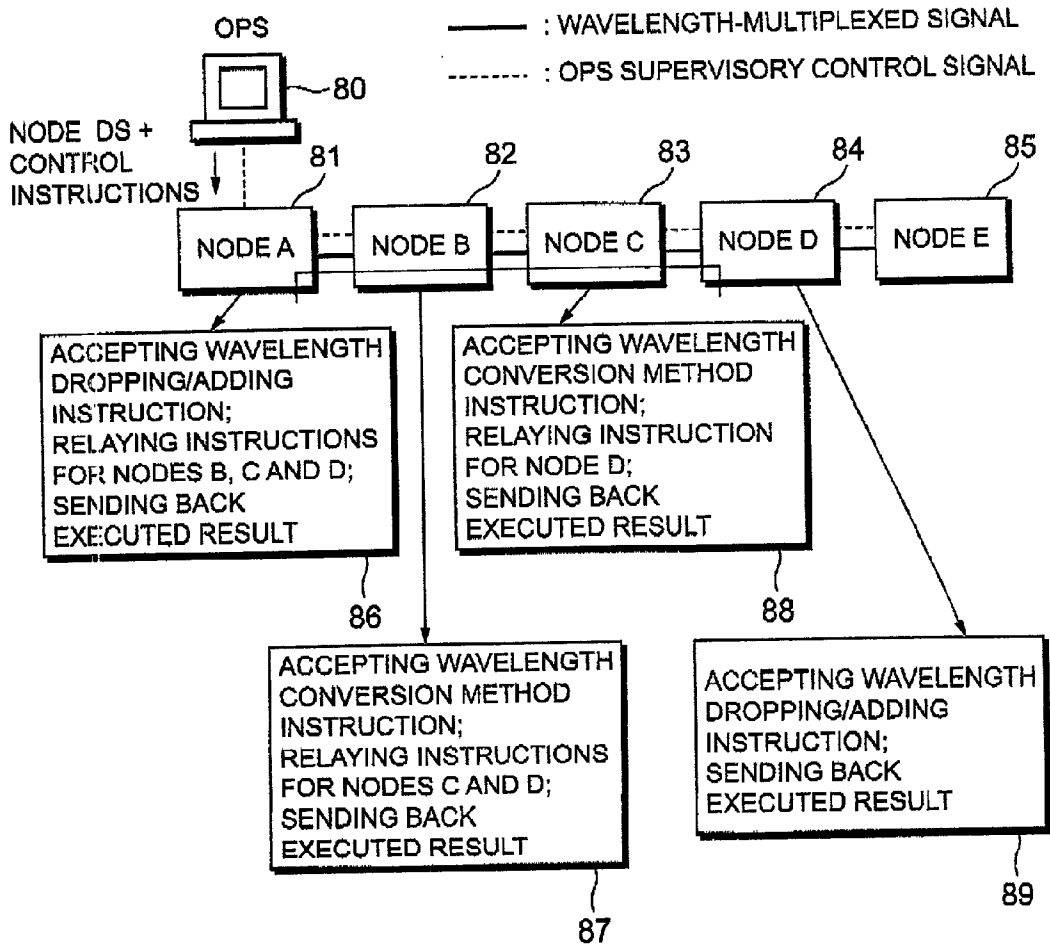 OPS
: WAVELENGTH-MULTIPLEXED SIGNAL
: OPS SUPERVISORY CONTROL SIGNAL
80
NODE DS +
CONTROL
INSTRUCTIONS
81
82
83
84
85
NODE A
NODE B
NODE C
NODE D
NODE E
ACCEPTING WAVELENGTH
DROPPING/ADDING
INSTRUCTION;
RELAYING INSTRUCTIONS
FOR NODES B, C AND D;
SENDING BACK
EXECUTED RESULT
86
ACCEPTING WAVELENGTH
CONVERSION METHOD
INSTRUCTION;
RELAYING INSTRUCTION
FOR NODE D;
SENDING BACK
EXECUTED RESULT
88
ACCEPTING WAVELENGTH
CONVERSION METHOD
INSTRUCTION;
RELAYING INSTRUCTIONS
FOR NODES C AND D;
SENDING BACK
EXECUTED RESULT
87
ACCEPTING WAVELENGTH
DROPPING/ADDING
INSTRUCTION;
SENDING BACK
EXECUTED RESULT
89